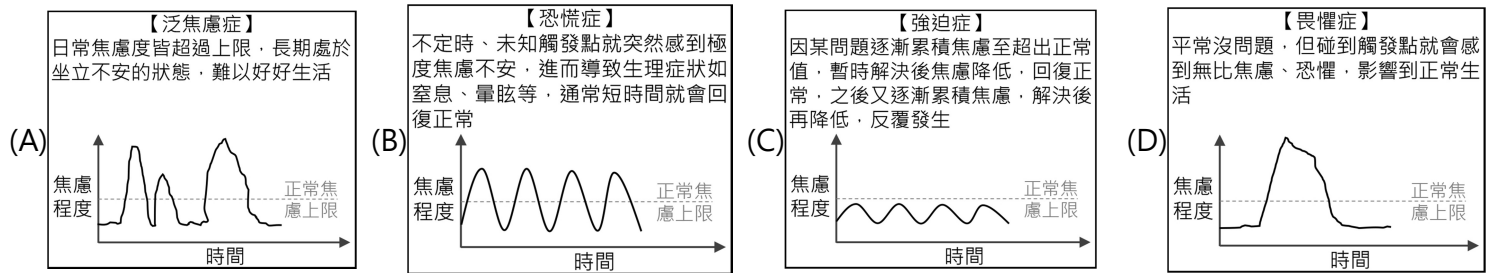 (A)
【泛焦慮症】
日常焦慮度皆超過上限，長期處於
坐立不安的狀態，難以好好生活
焦慮
程度
正常焦
慮上限
時間
(B)
【恐慌症】
不定時、未知觸發點就突然感到極
度焦慮不安，進而導致生理症狀如
窒息、暈眩等，通常短時間就會回
復正常
焦慮
程度
正常焦
慮上限
時間
(C)
【強迫症】
因某問題逐漸累積焦慮至超出正常
值，暫時解決後焦慮降低，回復正
常，之後又逐漸累積焦慮，解決後
再降低，反覆發生
焦慮
程度
正常焦
慮上限
時間
(D)
【畏懼症】
平常沒問題，但碰到觸發點就會感
到無比焦慮、恐懼，影響到正常生
活
焦慮
程度
正常焦
慮上限
時間